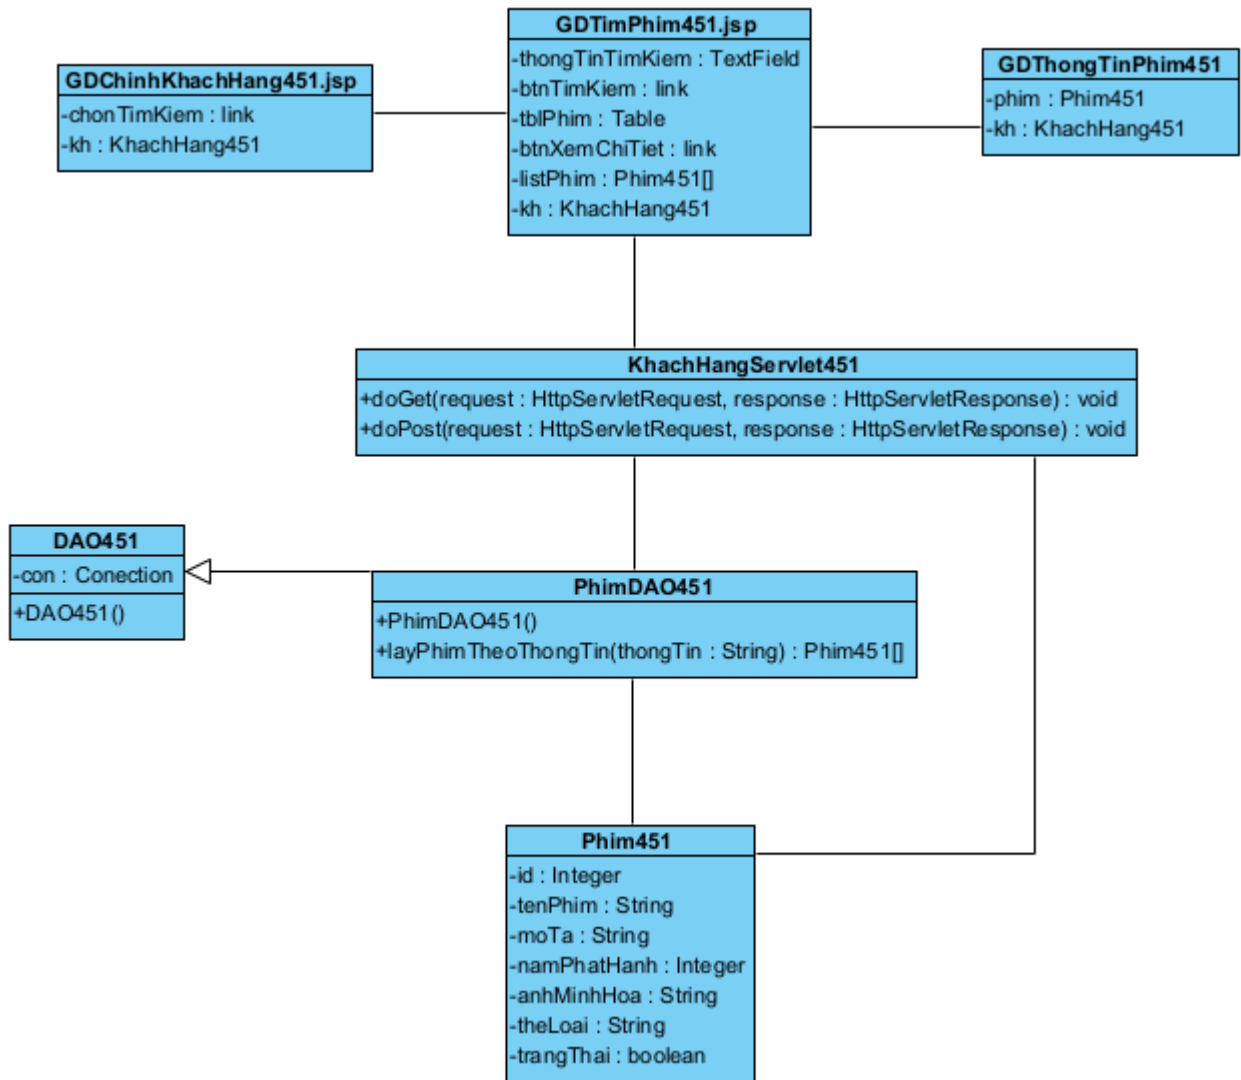 GDTimPhim451.jsp
-thongTinTimKiem : TextField
-btnTimKiem : link
-tblPhim : Table
-btnXemChiTiet : link
-listPhim : Phim451[]
-kh : KhachHang451
GDChinhKhachHang451.jsp
-chonTimKiem : link
-kh : KhachHang451
GDThongTinPhim451
-phim : Phim451
-kh : KhachHang451
KhachHangServlet451
+doGet(request : HttpServletRequest, response : HttpServletResponse) : void
+doPost(request : HttpServletRequest, response : HttpServletResponse) : void
DAO451
-con : Conection
+DAO451()
PhimDAO451
+PhimDAO451()
+layPhimTheoThongTin(thongTin : String) : Phim451[]
Phim451
-id : Integer
-tenPhim : String
-moTa : String
-namPhatHanh : Integer
-anhMinhHoa : String
-theLoai : String
-trangThai : boolean